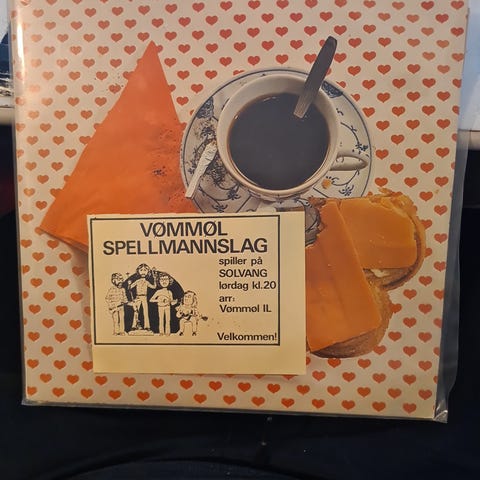 VØMMØL
SPELLMANNSLAG
spiller på
SOLVANG
lørdag kl.20
arr:
Vømmøl IL
Velkommen!